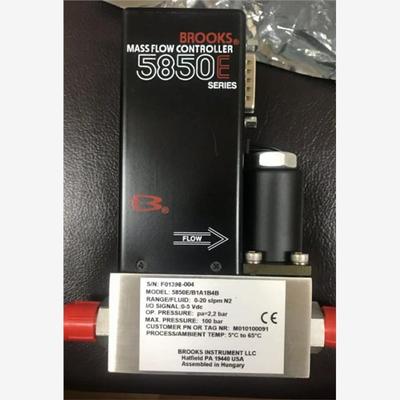 BROOKS®
MASS FLOW CONTROLLER
5850E
SERIES
B®
FLOW
S/N: F01398-004
MODEL: 5850E/B1A1B4B
RANGE/FLUID: 0-20 slpm N2
I/O SIGNAL: 0-5 Vdc
OP. PRESSURE: pa=2,2 bar
MAX. PRESSURE: 100 bar
CUSTOMER PN OR TAG NR: M010100091
PROCESS/AMBIENT TEMP: 5°C to 65°C
BROOKS INSTRUMENT LLC
Hatfield PA 19440 USA
Assembled in Hungary